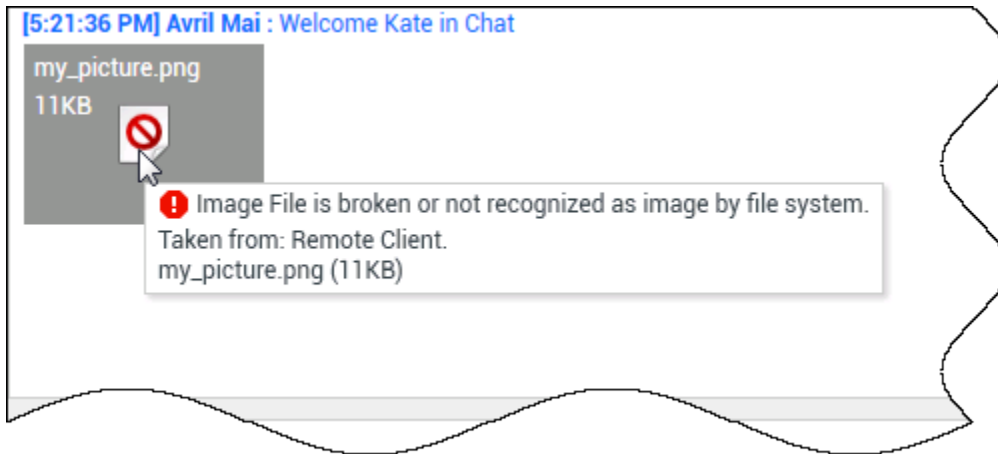 [5:21:36 PM] Avril Mai : Welcome Kate in Chat
my_picture.png
11KB
Image File is broken or not recognized as image by file system.
Taken from: Remote Client.
my_picture.png (11KB)